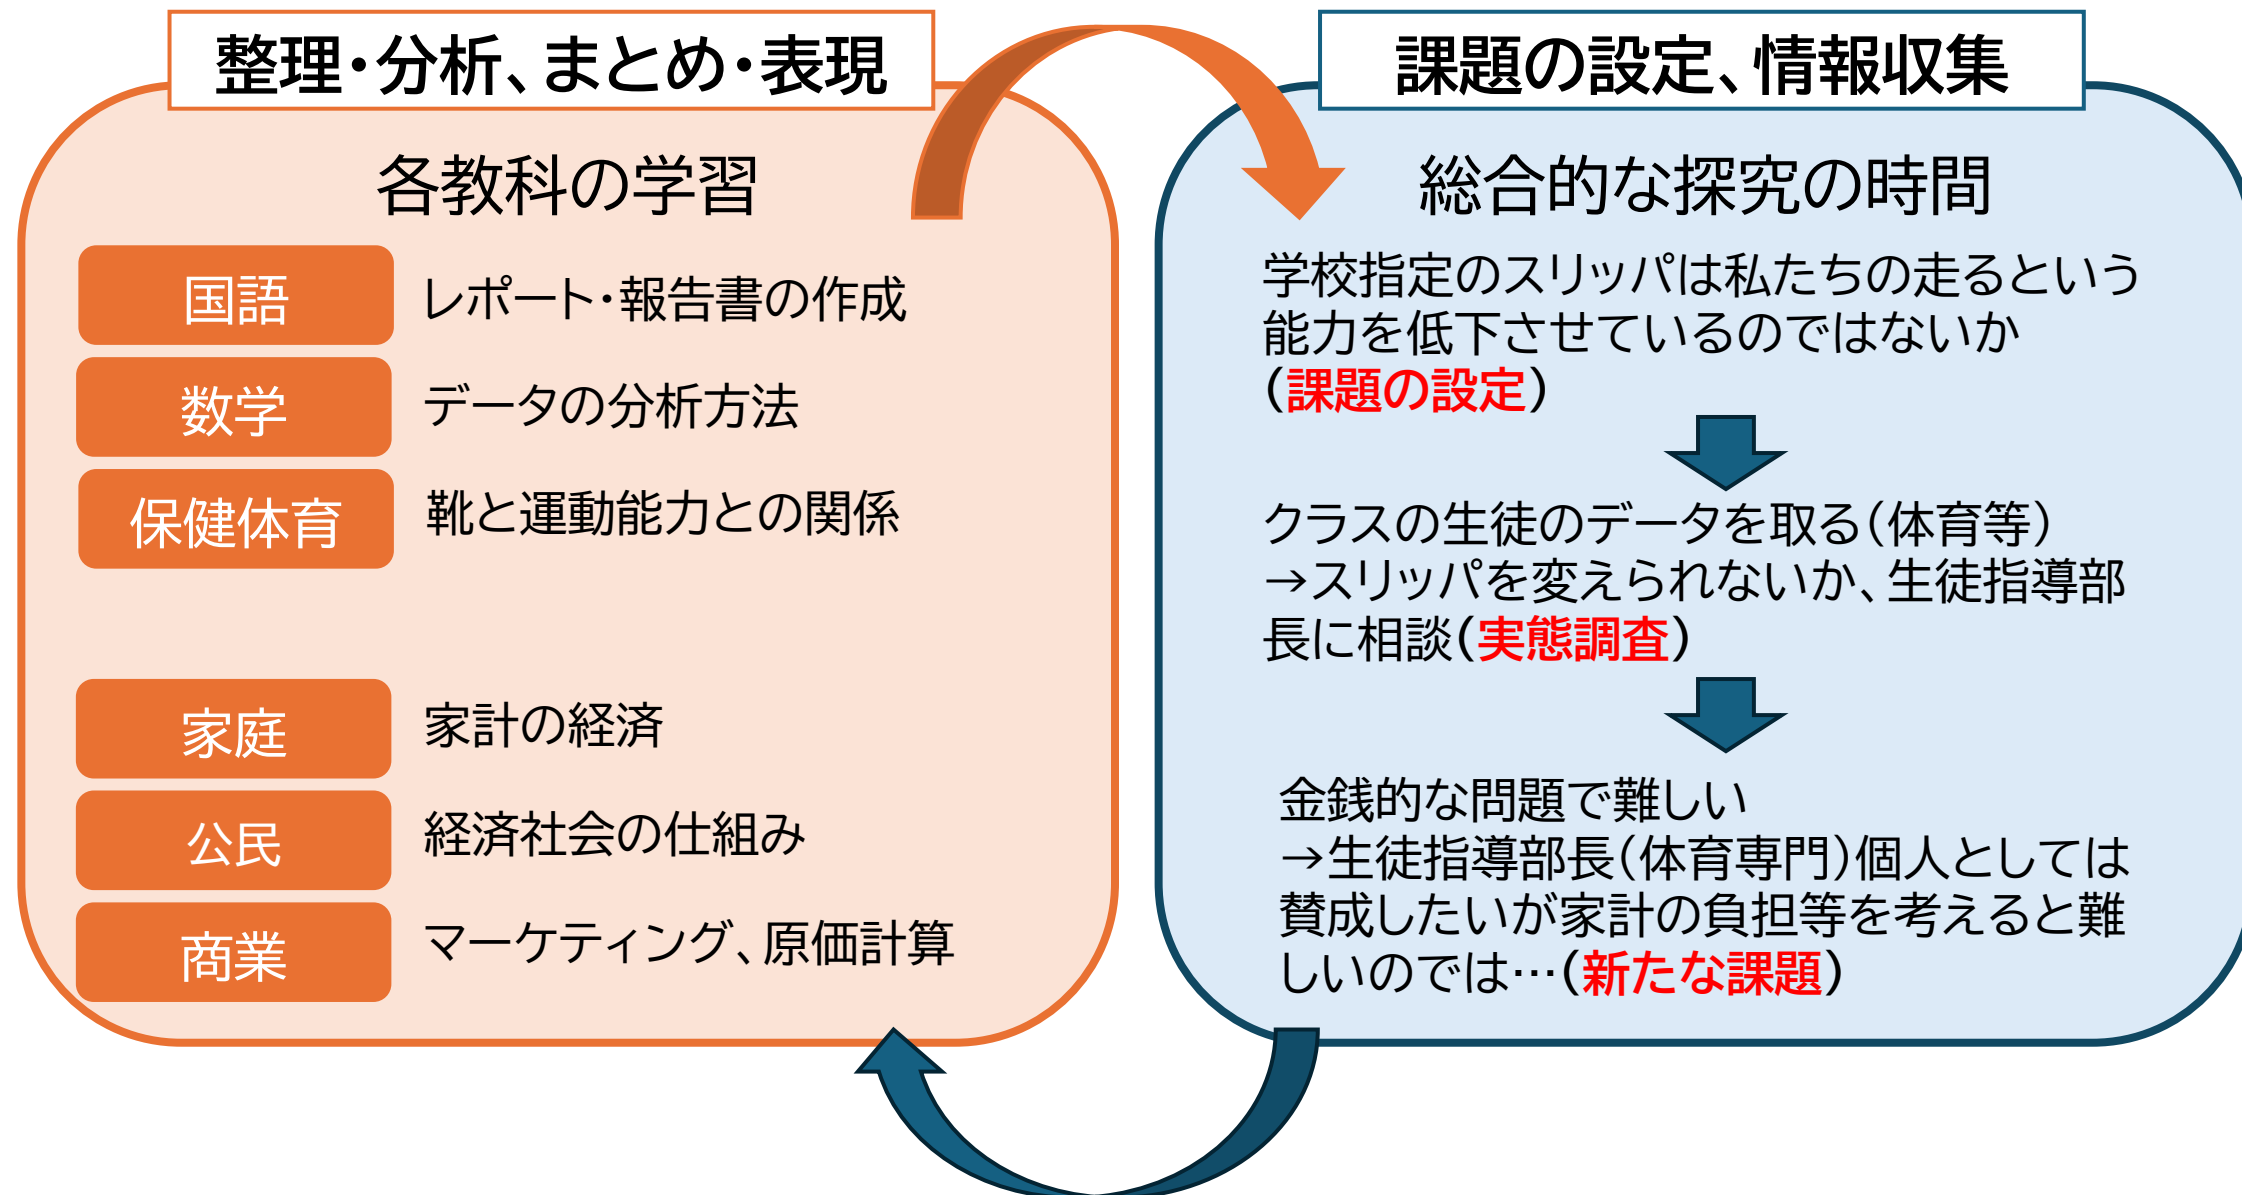 整理・分析、まとめ・表現
各教科の学習
国語
レポート・報告書の作成
数学
データの分析方法
保健体育
靴と運動能力との関係
家庭
家計の経済
公民
経済社会の仕組み
商業
マーケティング、原価計算
課題の設定、情報収集
総合的な探究の時間
学校指定のスリッパは私たちの走るという
能力を低下させているのではないか
(課題の設定)
クラスの生徒のデータを取る(体育等)
→スリッパを変えられないか、生徒指導部
長に相談(実態調査)
金銭的な問題で難しい
→生徒指導部長(体育専門)個人としては
賛成したいが家計の負担等を考えると難
しいのでは…(新たな課題)